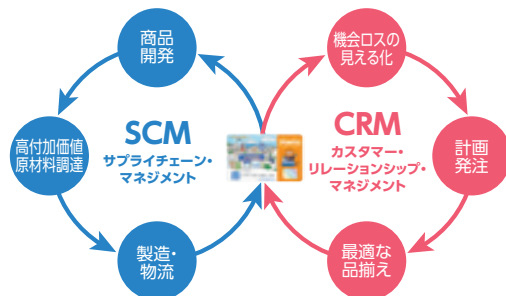 商品
開発
高付加価値
原材料調達
製造・
物流
SCM
サプライチェーン・
マネジメント
機会ロスの
見える化
計画
発注
最適な
品揃え
CRM
カスタマー・
リレーションシップ・
マネジメント